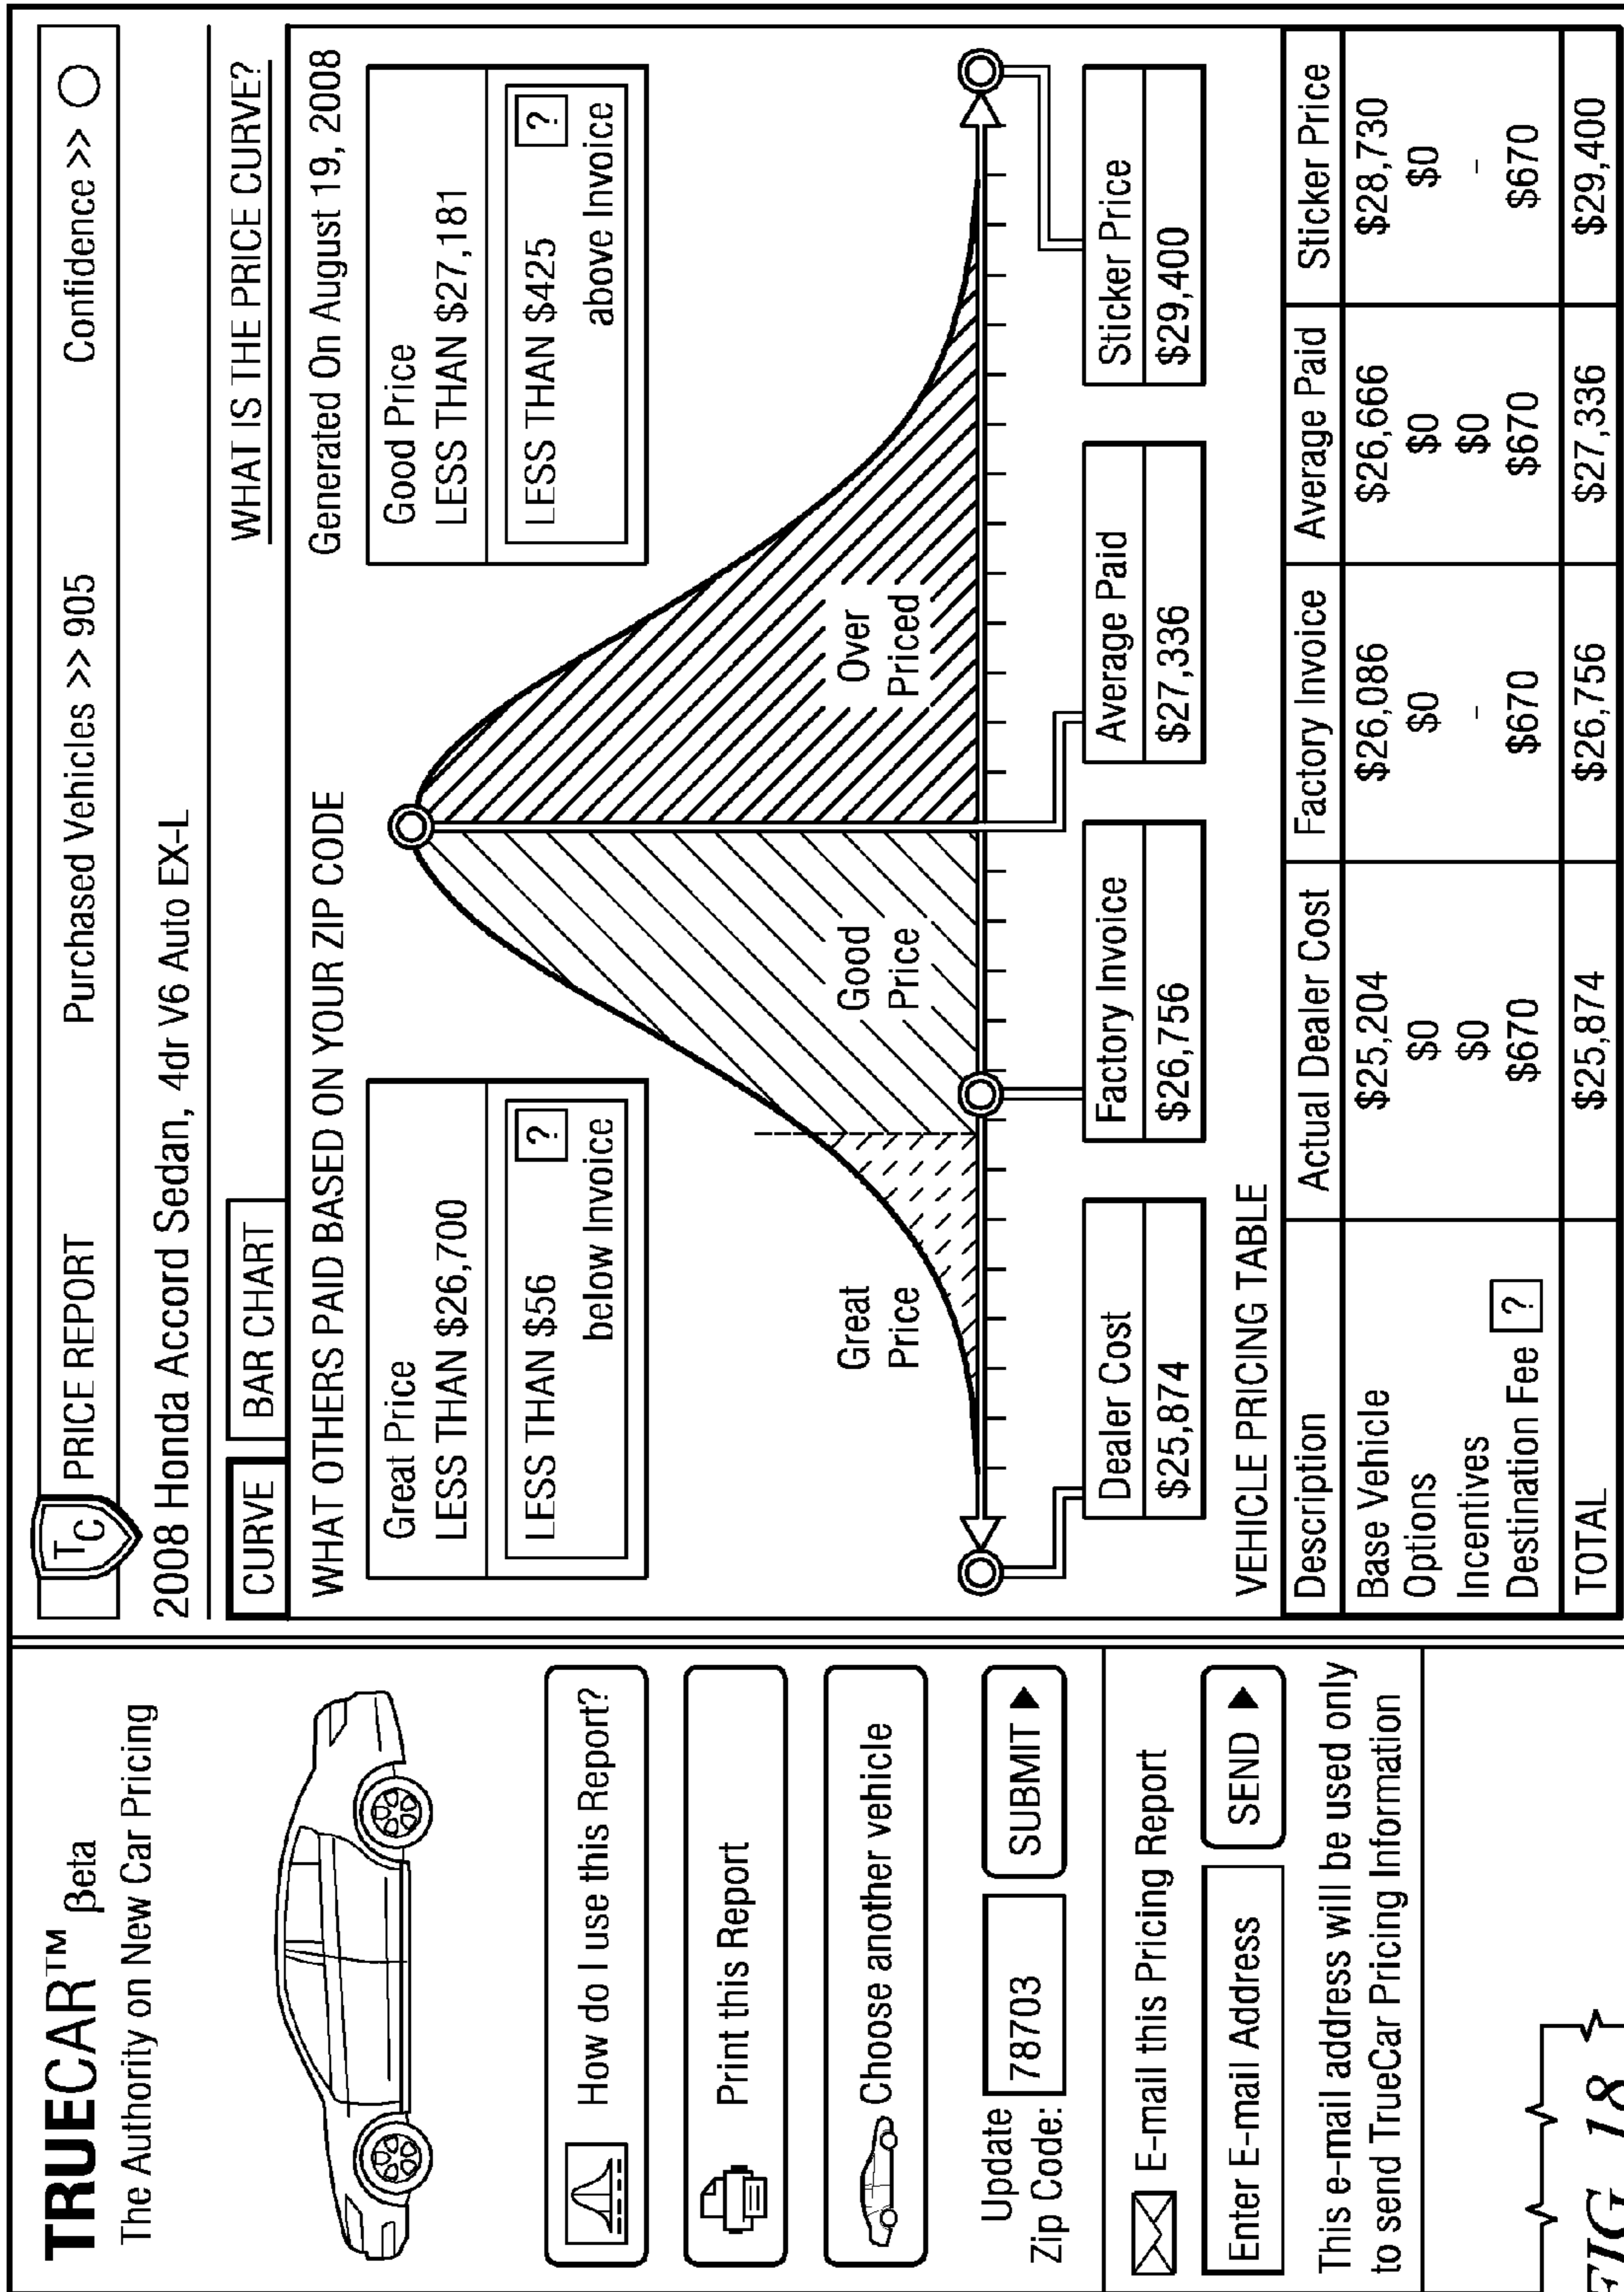 TRUECAR™ βeta
The Authority on New Car Pricing
How do I use this Report?
Print this Report
Choose another vehicle
Update
Zip Code:
78703
SUBMIT
E-mail this Pricing Report
Enter E-mail Address
SEND
This e-mail address will be used only
to send TrueCar Pricing Information
TC PRICE REPORT Purchased Vehicles >> 905 Confidence >>
2008 Honda Accord Sedan, 4dr V6 Auto EX-L
CURVE BAR CHART WHAT IS THE PRICE CURVE?
WHAT OTHERS PAID BASED ON YOUR ZIP CODE Generated On August 19, 2008
Great Price
LESS THAN $26,700
LESS THAN $56 ?
below Invoice
Good Price
LESS THAN $27,181
LESS THAN $425 ?
above Invoice
Great
Price
Good
Price
Over
Priced
Dealer Cost
$25,874
Factory Invoice
$26,756
Average Paid
$27,336
Sticker Price
$29,400
VEHICLE PRICING TABLE
Description Actual Dealer Cost Factory Invoice Average Paid Sticker Price
Base Vehicle $25,204 $26,086 $26,666 $28,730
Options $0 $0 $0 $0
Incentives $0 - $0 -
Destination Fee ? $670 $670 $670 $670
TOTAL $25,874 $26,756 $27,336 $29,400
FIG. 18